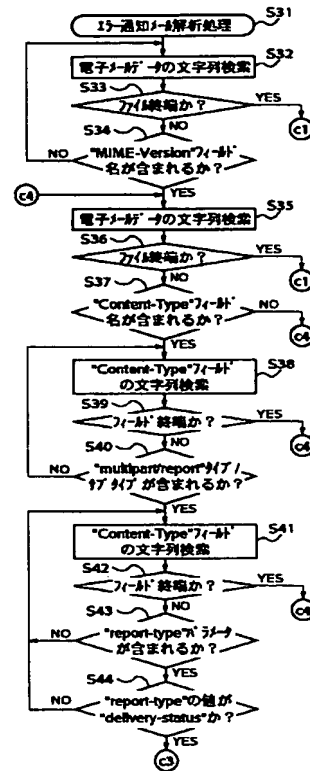 S31
エラー通知メール解析処理
S32
電子メールデータの文字列検索
S33
ファイル終端か?
YES
c1
S34
NO
NO
"MIME-Version"フィールド
名が含まれるか?
c4
YES
S35
電子メールデータの文字列検索
S36
ファイル終端か?
YES
c1
S37
NO
"Content-Type"フィールド
名が含まれるか?
NO
c4
YES
S38
"Content-Type"フィールド
の文字列検索
S39
フィールド終端か?
YES
c4
S40
NO
NO
"multipart/report"タイプ/
サブタイプが含まれるか?
YES
S41
"Content-Type"フィールド
の文字列検索
S42
フィールド終端か?
YES
c4
S43
NO
NO
"report-type"パラメータ
が含まれるか?
S44
YES
NO
"report-type"の値が
"delivery-status"か?
YES
c3